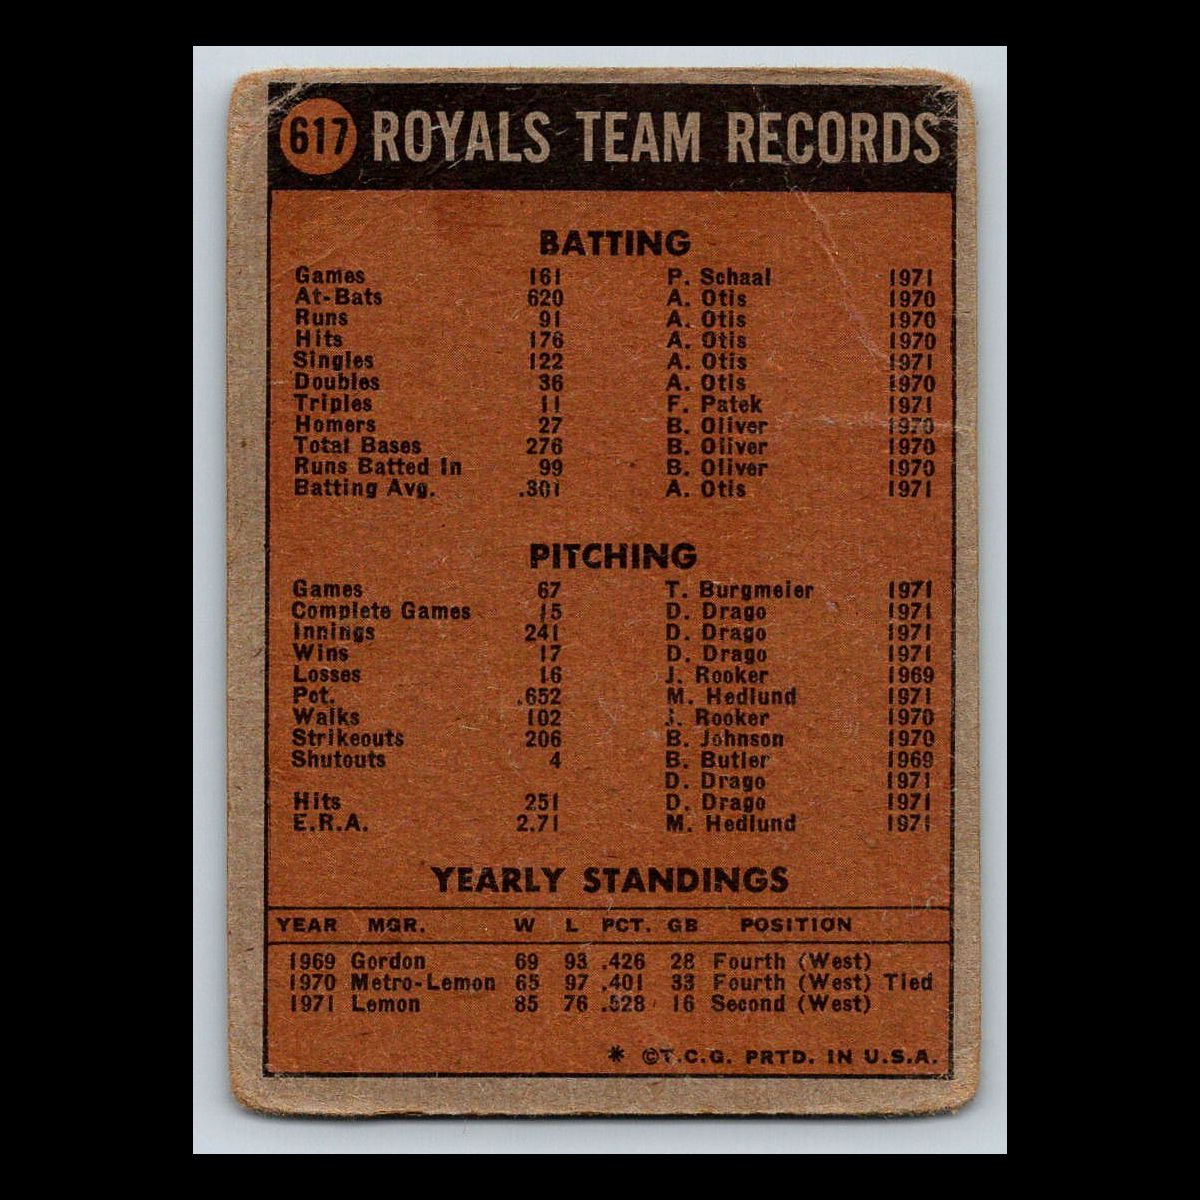 617 ROYALS TEAM RECORDS
BATTING
Games 161 P. Schaal 1971
At-Bats 620 A. Otis 1970
Runs 91 A. Otis 1970
Hits 176 A. Otis 1970
Singles 122 A. Otis 1971
Doubles 36 A. Otis 1970
Triples 11 F. Patek 1971
Homers 27 B. Oliver 1970
Total Bases 276 B. Oliver 1970
Runs Batted In 99 B. Oliver 1970
Batting Avg. .301 A. Otis 1971
PITCHING
Games 67 T. Burgmeier 1971
Complete Games 15 D. Drago 1971
Innings 241 D. Drago 1971
Wins 17 D. Drago 1971
Losses 16 J. Rooker 1969
Pct. .652 M. Hedlund 1971
Walks 102 J. Rooker 1970
Strikeouts 206 B. Johnson 1970
Shutouts 4 B. Butler 1969
D. Drago 1971
Hits 251 D. Drago 1971
E.R.A. 2.71 M. Hedlund 1971
YEARLY STANDINGS
YEAR MGR. W L PCT. GB POSITION
1969 Gordon 69 93 .426 28 Fourth (West)
1970 Metro-Lemon 65 97 .401 33 Fourth (West) Tied
1971 Lemon 85 76 .528 16 Second (West)
* ©T.C.G. PRTD. IN U.S.A.